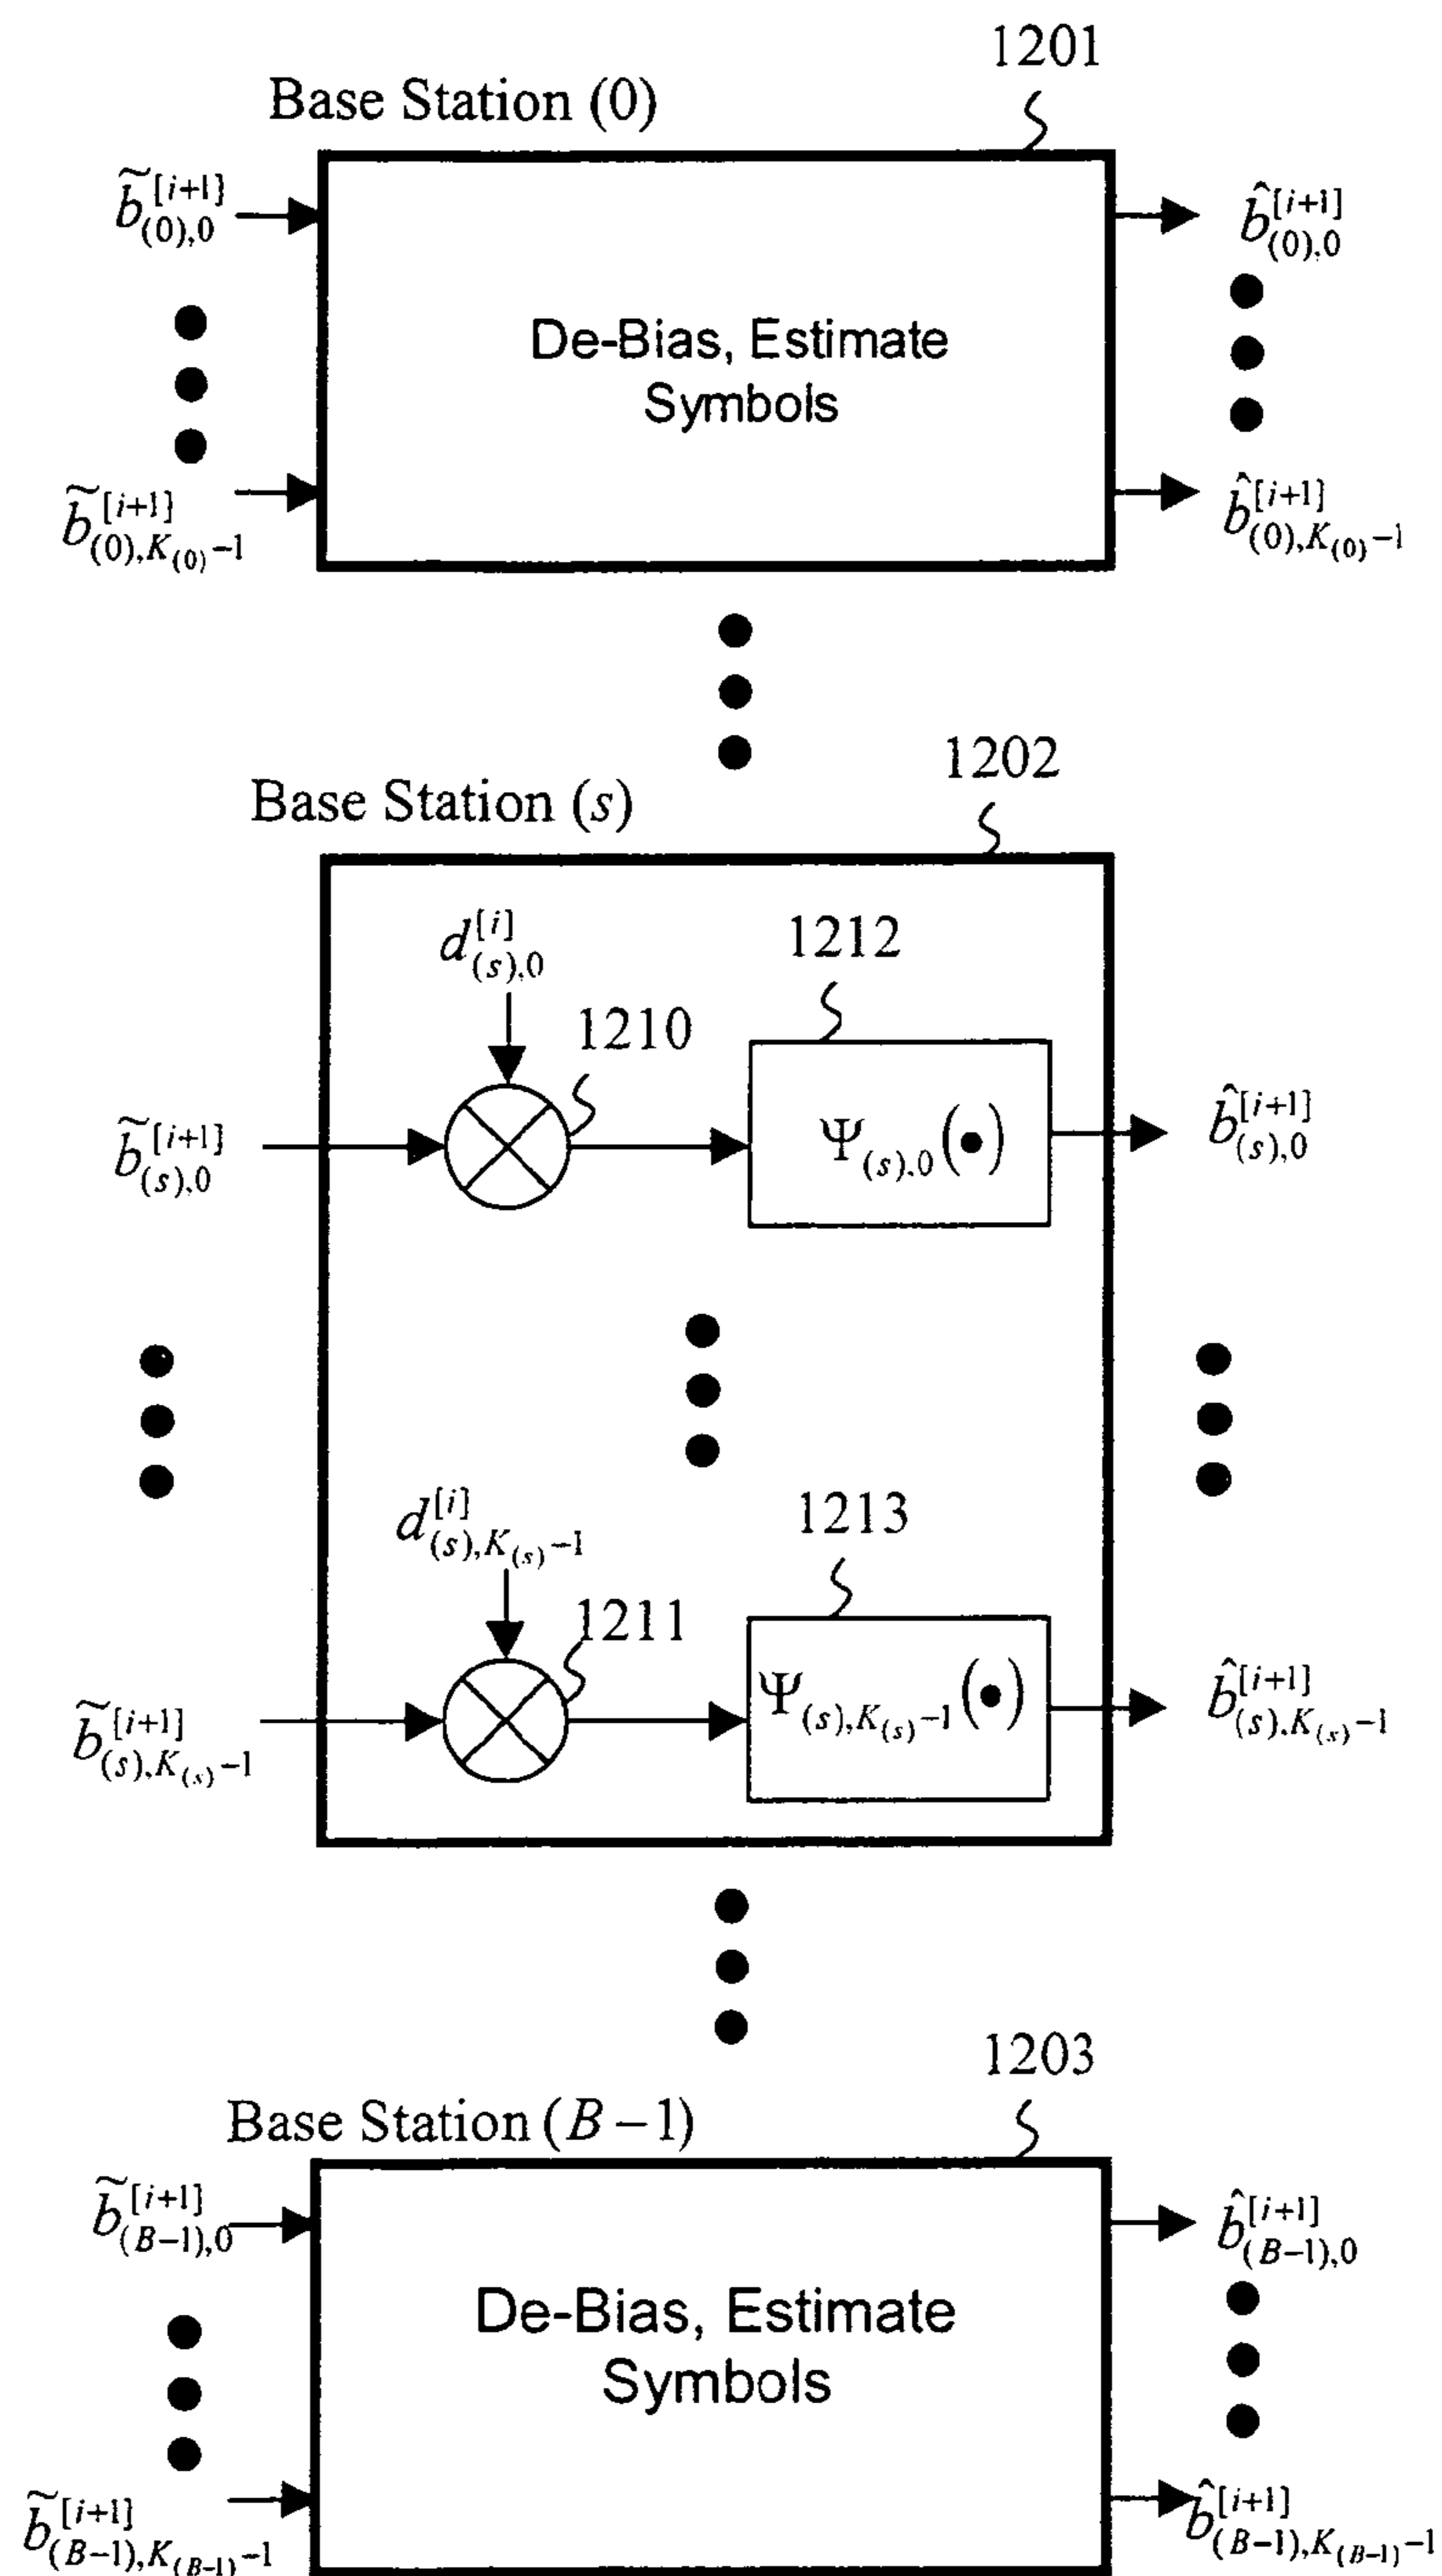 1201
Base Station (0)
b̃_{(0),0}^{[i+1]}
b̂_{(0),0}^{[i+1]}
De-Bias, Estimate
Symbols
b̃_{(0),K_{(0)}-1}^{[i+1]}
b̂_{(0),K_{(0)}-1}^{[i+1]}
1202
Base Station (s)
d_{(s),0}^{[i]}
1212
1210
b̃_{(s),0}^{[i+1]}
Ψ_{(s),0}(•)
b̂_{(s),0}^{[i+1]}
d_{(s),K_{(s)}-1}^{[i]}
1213
1211
b̃_{(s),K_{(s)}-1}^{[i+1]}
Ψ_{(s),K_{(s)}-1}(•)
b̂_{(s),K_{(s)}-1}^{[i+1]}
1203
Base Station (B-1)
b̃_{(B-1),0}^{[i+1]}
b̂_{(B-1),0}^{[i+1]}
De-Bias, Estimate
Symbols
b̃_{(B-1),K_{(B-1)}-1}^{[i+1]}
b̂_{(B-1),K_{(B-1)}-1}^{[i+1]}